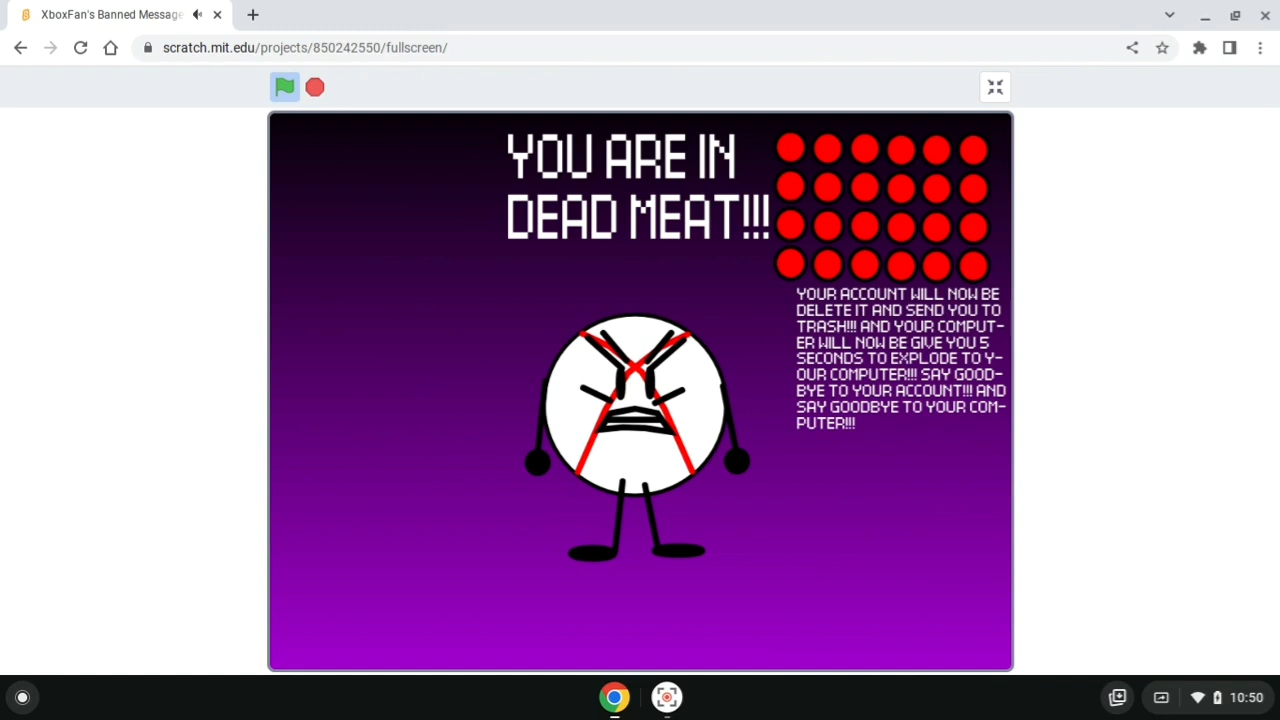 XboxFan's Banned Message
scratch.mit.edu/projects/850242550/fullscreen/
YOU ARE IN
DEAD MEAT!!!
YOUR ACCOUNT WILL NOW BE
DELETE IT AND SEND YOU TO
TRASH!!! AND YOUR COMPUT-
ER WILL NOW BE GIVE YOU 5
SECONDS TO EXPLODE TO Y-
OUR COMPUTER!!! SAY GOOD-
BYE TO YOUR ACCOUNT!!! AND
SAY GOODBYE TO YOUR COM-
PUTER!!!
10:50